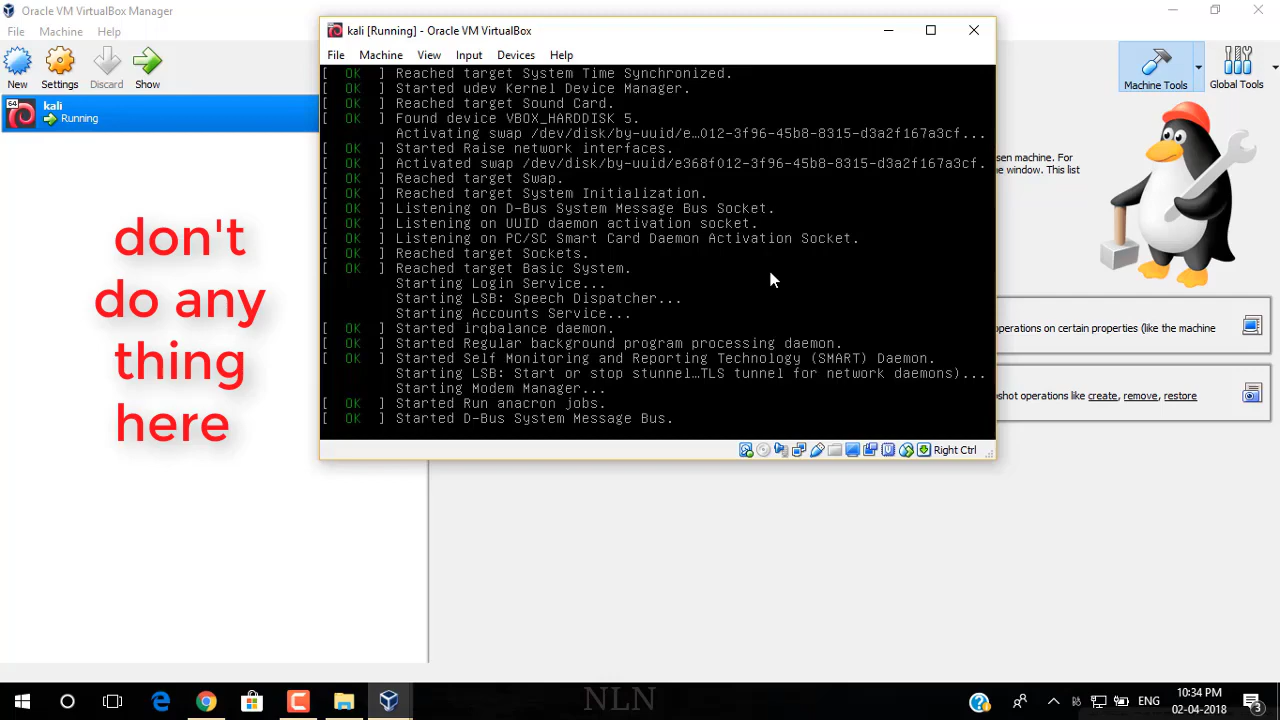 Oracle VM VirtualBox Manager
File Machine Help
New Settings Discard Show
Machine Tools Global Tools
64
kali
Running
don't
do any
thing
here
kali [Running] - Oracle VM VirtualBox
File Machine View Input Devices Help
[ OK ] Reached target System Time Synchronized.
[ OK ] Started udev Kernel Device Manager.
[ OK ] Reached target Sound Card.
[ OK ] Found device VBOX_HARDDISK 5.
Activating swap /dev/disk/by-uuid/e…012-3f96-45b8-8315-d3a2f167a3cf...
[ OK ] Started Raise network interfaces.
[ OK ] Activated swap /dev/disk/by-uuid/e368f012-3f96-45b8-8315-d3a2f167a3cf.
[ OK ] Reached target Swap.
[ OK ] Reached target System Initialization.
[ OK ] Listening on D-Bus System Message Bus Socket.
[ OK ] Listening on UUID daemon activation socket.
[ OK ] Listening on PC/SC Smart Card Daemon Activation Socket.
[ OK ] Reached target Sockets.
[ OK ] Reached target Basic System.
Starting Login Service...
Starting LSB: Speech Dispatcher...
Starting Accounts Service...
[ OK ] Started irqbalance daemon.
[ OK ] Started Regular background program processing daemon.
[ OK ] Started Self Monitoring and Reporting Technology (SMART) Daemon.
Starting LSB: Start or stop stunnel…TLS tunnel for network daemons)...
Starting Modem Manager...
[ OK ] Started Run anacron jobs.
[ OK ] Started D-Bus System Message Bus.
Right Ctrl
sen machine. For
e window. This list
operations on certain properties (like the machine
pshot operations like create, remove, restore
NLN
ENG
10:34 PM
02-04-2018
3